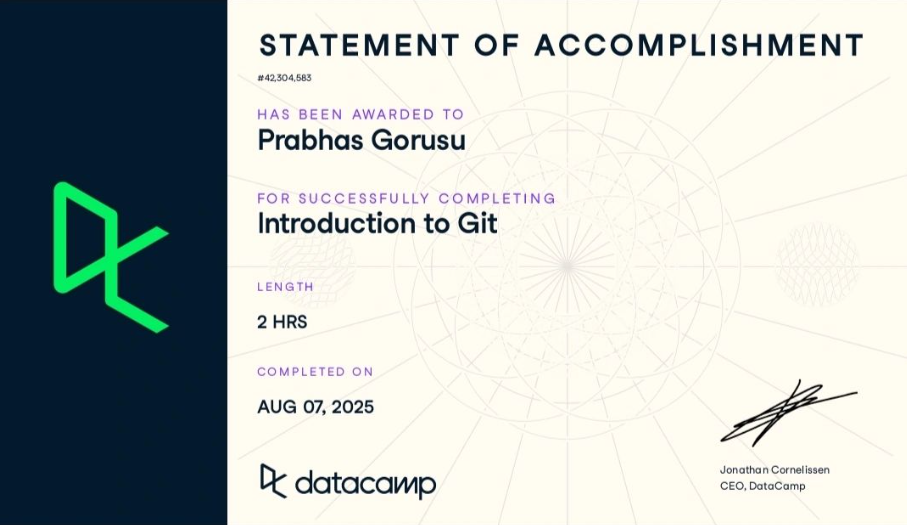 STATEMENT OF ACCOMPLISHMENT
#42,304,583
HAS BEEN AWARDED TO
Prabhas Gorusu
FOR SUCCESSFULLY COMPLETING
Introduction to Git
LENGTH
2 HRS
COMPLETED ON
AUG 07, 2025
datacamp
Jonathan Cornelissen
CEO, DataCamp